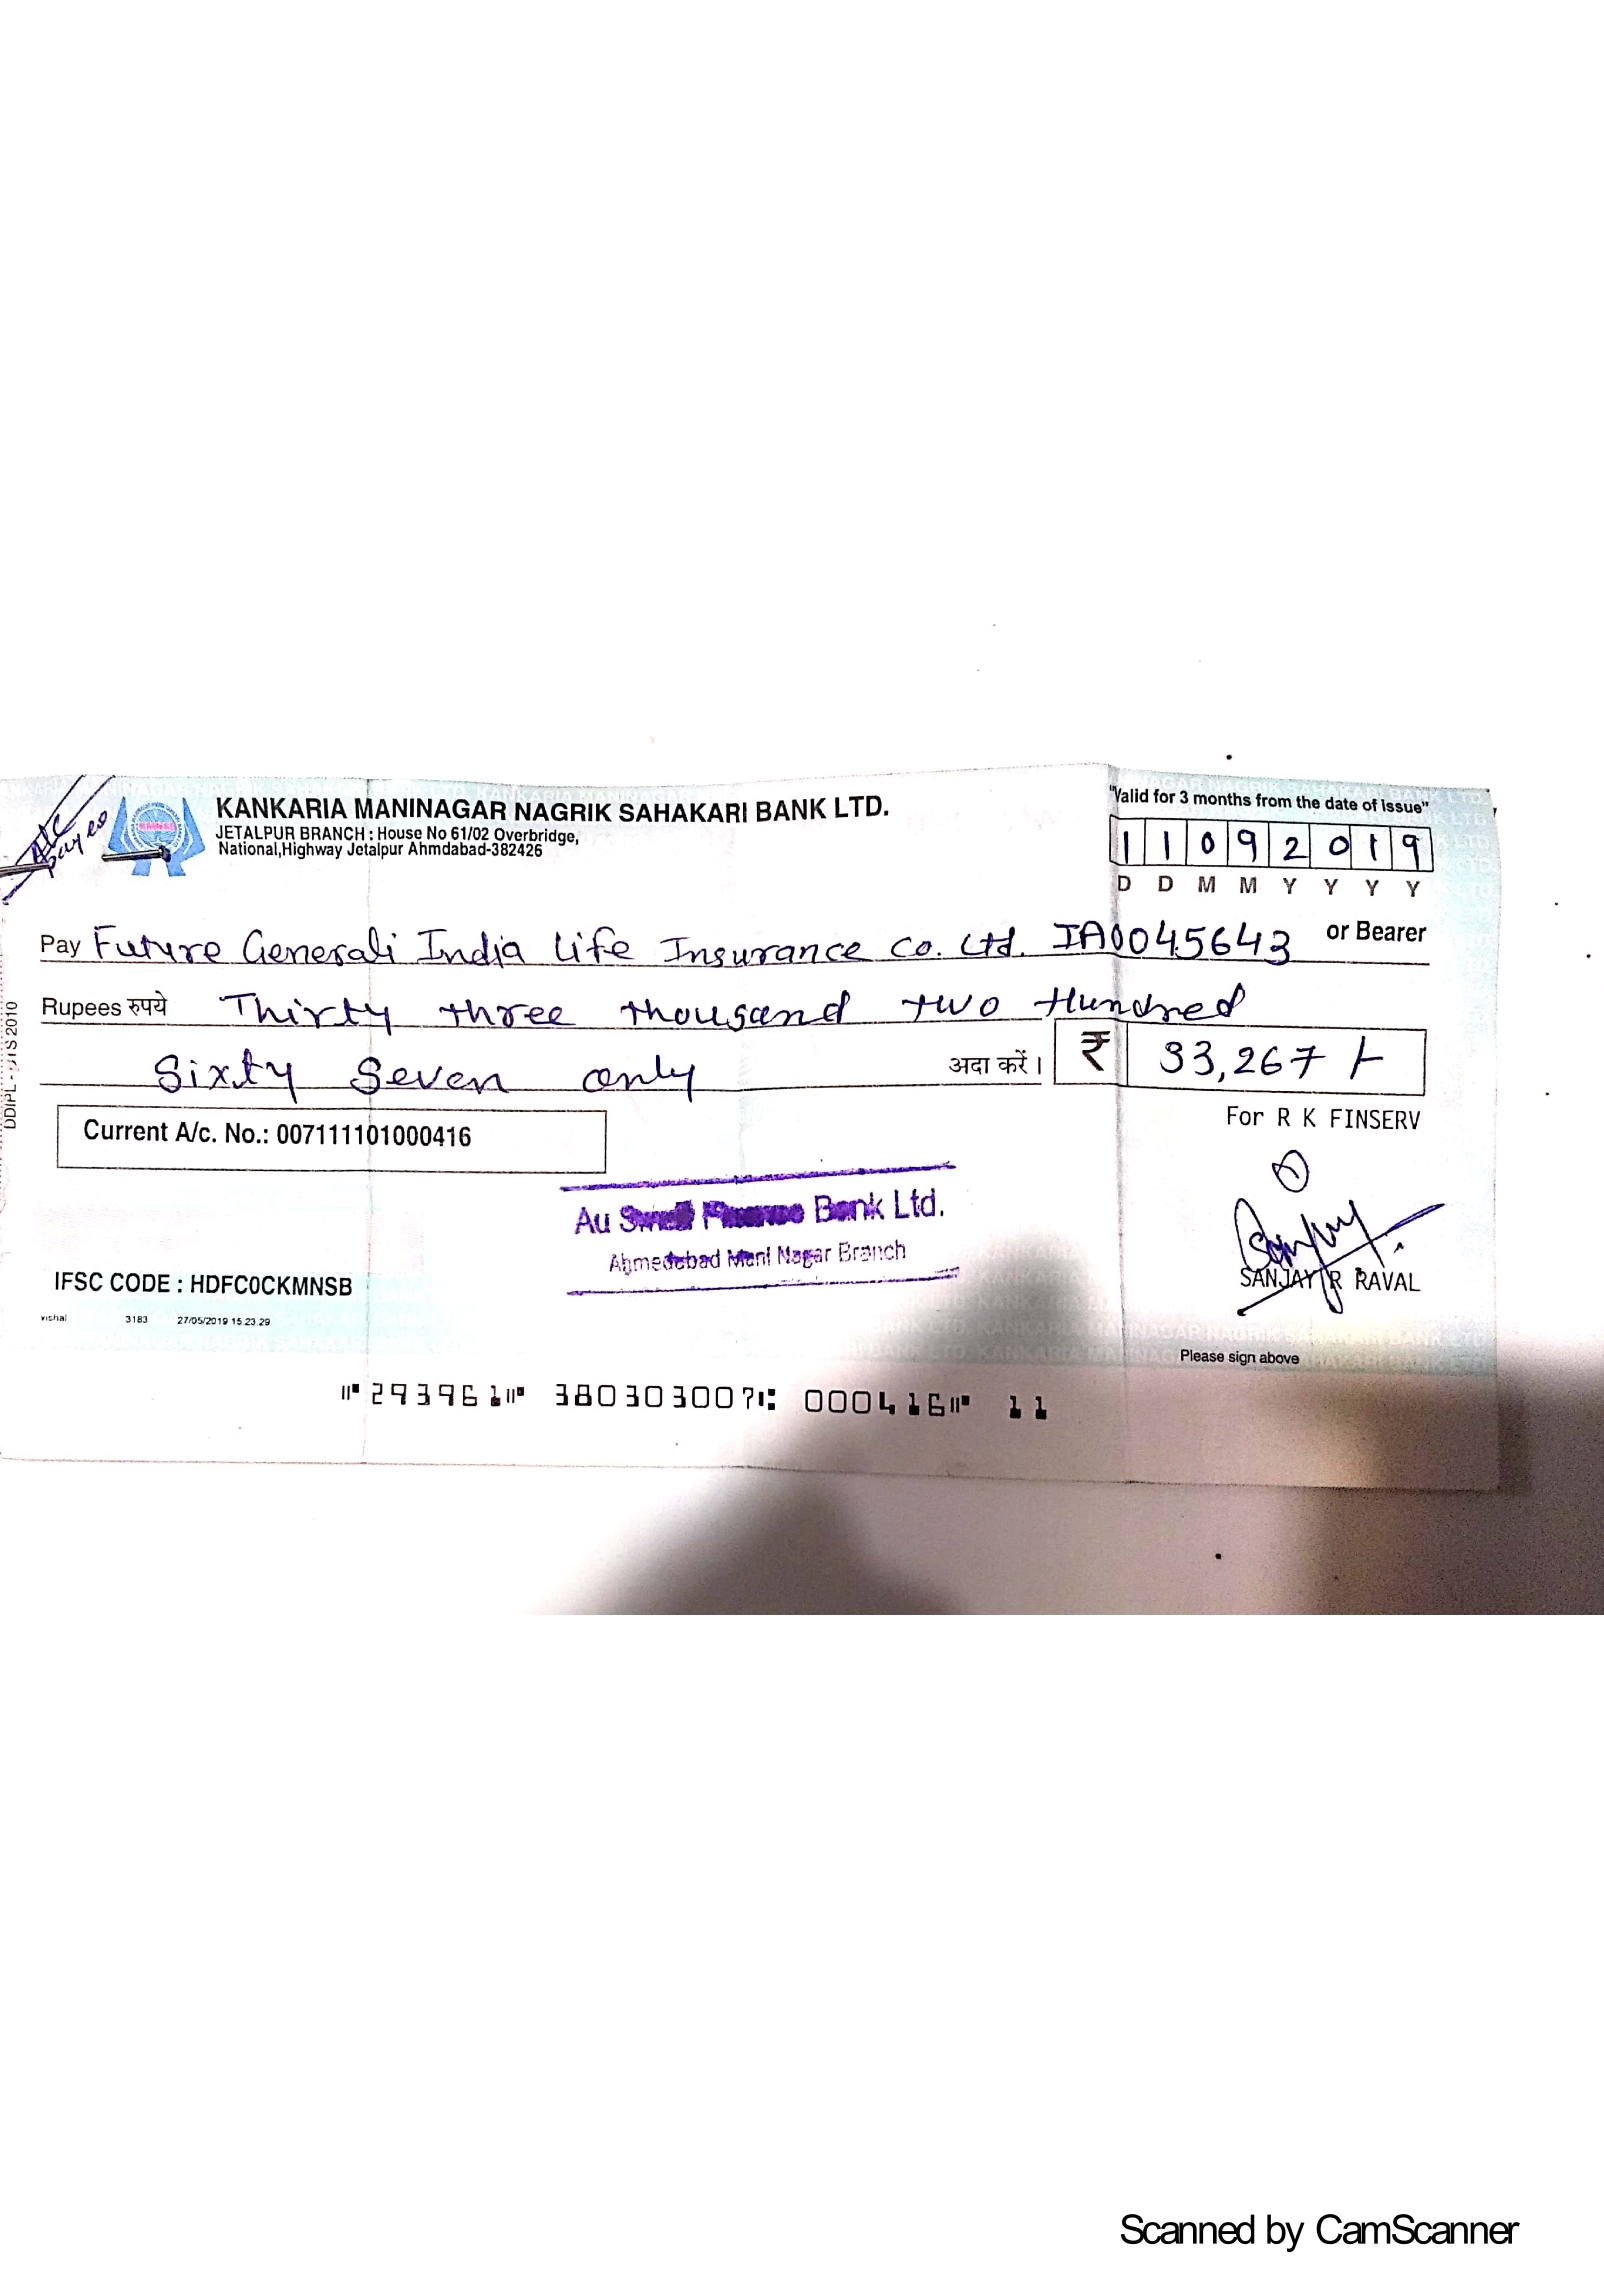 A/c Payee
KANKARIA MANINAGAR NAGRIK SAHAKARI BANK LTD.
JETALPUR BRANCH : House No 61/02 Overbridge,
National,Highway Jetalpur Ahmdabad-382426
"Valid for 3 months from the date of issue"
1 1 0 9 2 0 1 9
D D M M Y Y Y Y
Pay Future Generali India Life Insurance Co. Ltd. IA0045643 or Bearer
Rupees रुपये Thirty three thousand two Hundred
Sixty Seven only अदा करें। ₹ 33,267/-
Current A/c. No.: 007111101000416
For R K FINSERV
Au Small Finance Bank Ltd.
Ahmedabad Mani Nagar Branch
Sanjay
SANJAY R RAVAL
IFSC CODE : HDFC0CKMNSB
vishal 3183 27/05/2019 15.23.29
Please sign above
⑈293961⑈ 380303007⑆ 000416⑈ 11
Scanned by CamScanner